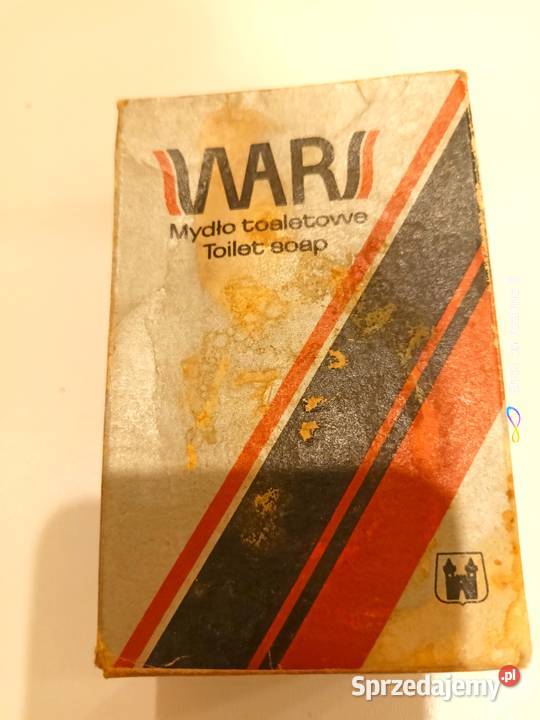 WARS
Mydło toaletowe
Toilet soap
Sprzedajemy.pl